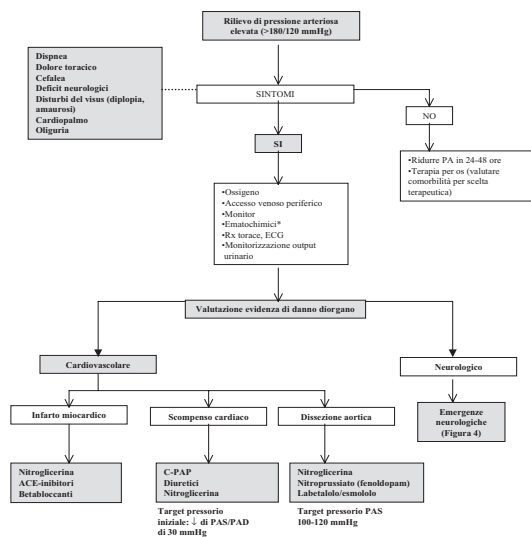 Rilievo di pressione arteriosa
elevata (>180/120 mmHg)
Dispnea
Dolore toracico
Cefalea
Deficit neurologici
Disturbi del visus (diplopia,
amaurosi)
Cardiopalmo
Oliguria
SINTOMI
NO
SI
•Ridurre PA in 24-48 ore
•Terapia per os (valutare
comorbilità per scelta
terapeutica)
•Ossigeno
•Accesso venoso periferico
•Monitor
•Ematochimici*
•Rx torace, ECG
•Monitorizzazione output
urinario
Valutazione evidenza di danno diorgano
Cardiovascolare
Neurologico
Infarto miocardico
Scompenso cardiaco
Dissezione aortica
Emergenze
neurologiche
(Figura 4)
Nitroglicerina
ACE-inibitori
Betabloccanti
C-PAP
Diuretici
Nitroglicerina
Nitroglicerina
Nitroprussiato (fenoldopam)
Labetalolo/esmololo
Target pressorio
iniziale: ↓ di PAS/PAD
di 30 mmHg
Target pressorio PAS
100-120 mmHg